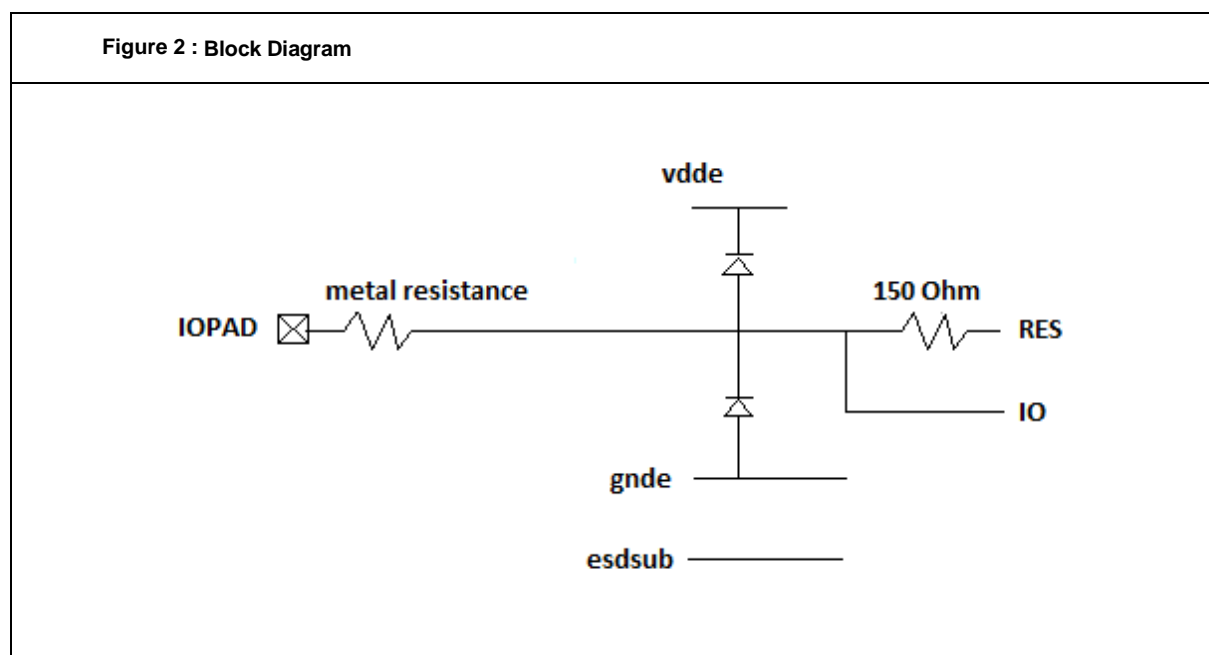 Figure 2 : Block Diagram
vdde
metal resistance
150 Ohm
IOPAD
RES
IO
gnde
esdsub